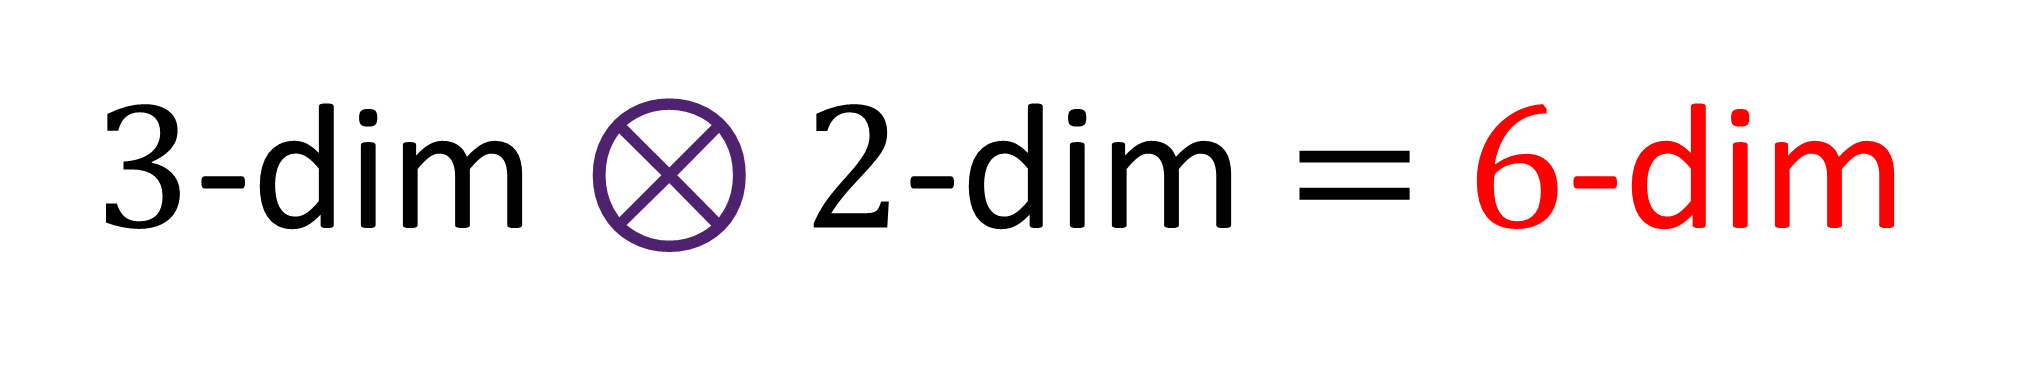 3-dim ⊗ 2-dim = 6-dim